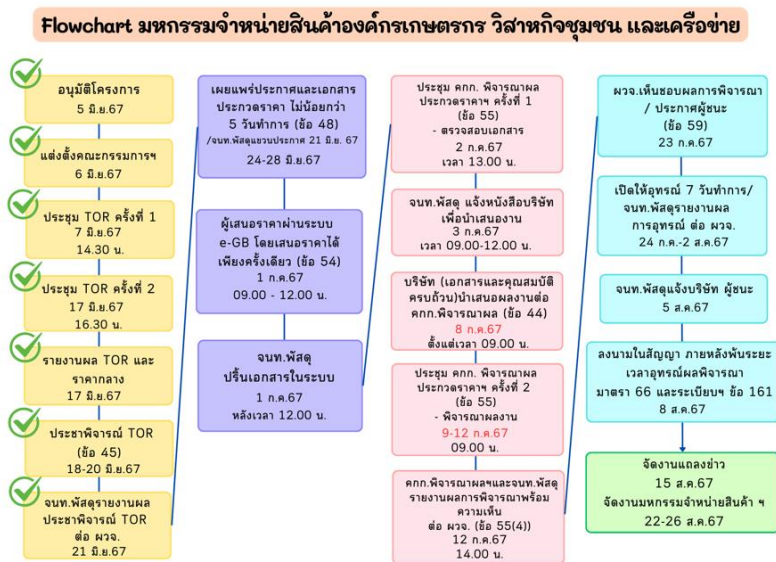 Flowchart มหกรรมจำหน่ายสินค้าองค์กรเกษตรกร วิสาหกิจชุมชน และเครือข่าย
อนุมัติโครงการ
5 มิ.ย.67
แต่งตั้งคณะกรรมการฯ
6 มิ.ย.67
ประชุม TOR ครั้งที่ 1
7 มิ.ย.67
14.30 น.
ประชุม TOR ครั้งที่ 2
17 มิ.ย.67
16.30 น.
รายงานผล TOR และ
ราคากลาง
17 มิ.ย.67
ประชาพิจารณ์ TOR
(ข้อ 45)
18-20 มิ.ย.67
จนท.พัสดุรายงานผล
ประชาพิจารณ์ TOR
ต่อ ผวจ.
21 มิ.ย.67
เผยแพร่ประกาศและเอกสาร
ประกวดราคา ไม่น้อยกว่า
5 วันทำการ (ข้อ 48)
/จนท.พัสดุแขวนประกาศ 21 มิ.ย. 67
24-28 มิ.ย.67
ผู้เสนอราคาผ่านระบบ
e-GB โดยเสนอราคาได้
เพียงครั้งเดียว (ข้อ 54)
1 ก.ค.67
09.00 - 12.00 น.
จนท.พัสดุ
ปริ้นเอกสารในระบบ
1 ก.ค.67
หลังเวลา 12.00 น.
ประชุม คกก. พิจารณาผล
ประกวดราคาฯ ครั้งที่ 1
(ข้อ 55)
- ตรวจสอบเอกสาร
2 ก.ค.67
เวลา 13.00 น.
จนท.พัสดุ แจ้งหนังสือบริษัท
เพื่อนำเสนองาน
3 ก.ค.67
เวลา 09.00-12.00 น.
บริษัท (เอกสารและคุณสมบัติ
ครบถ้วน)นำเสนอผลงานต่อ
คกก.พิจารณาผล (ข้อ 44)
8 ก.ค.67
ตั้งแต่เวลา 09.00 น.
ประชุม คกก. พิจารณาผล
ประกวดราคาฯ ครั้งที่ 2
(ข้อ 55)
- พิจารณาผลงาน
9-12 ก.ค.67
09.00 น.
คกก.พิจารณาผลฯและจนท.พัสดุ
รายงานผลการพิจารณาพร้อม
ความเห็น
ต่อ ผวจ. (ข้อ 55(4))
12 ก.ค.67
14.00 น.
ผวจ.เห็นชอบผลการพิจารณา
/ ประกาศผู้ชนะ
(ข้อ 59)
23 ก.ค.67
เปิดให้อุทรณ์ 7 วันทำการ/
จนท.พัสดุรายงานผล
การอุทรณ์ ต่อ ผวจ.
24 ก.ค.-2 ส.ค.67
จนท.พัสดุแจ้งบริษัท ผู้ชนะ
5 ส.ค.67
ลงนามในสัญญา ภายหลังพ้นระยะ
เวลาอุทรณ์ผลพิจารณา
มาตรา 66 และระเบียบฯ ข้อ 161
8 ส.ค.67
จัดงานแถลงข่าว
15 ส.ค.67
จัดงานมหกรรมจำหน่ายสินค้า ฯ
22-26 ส.ค.67